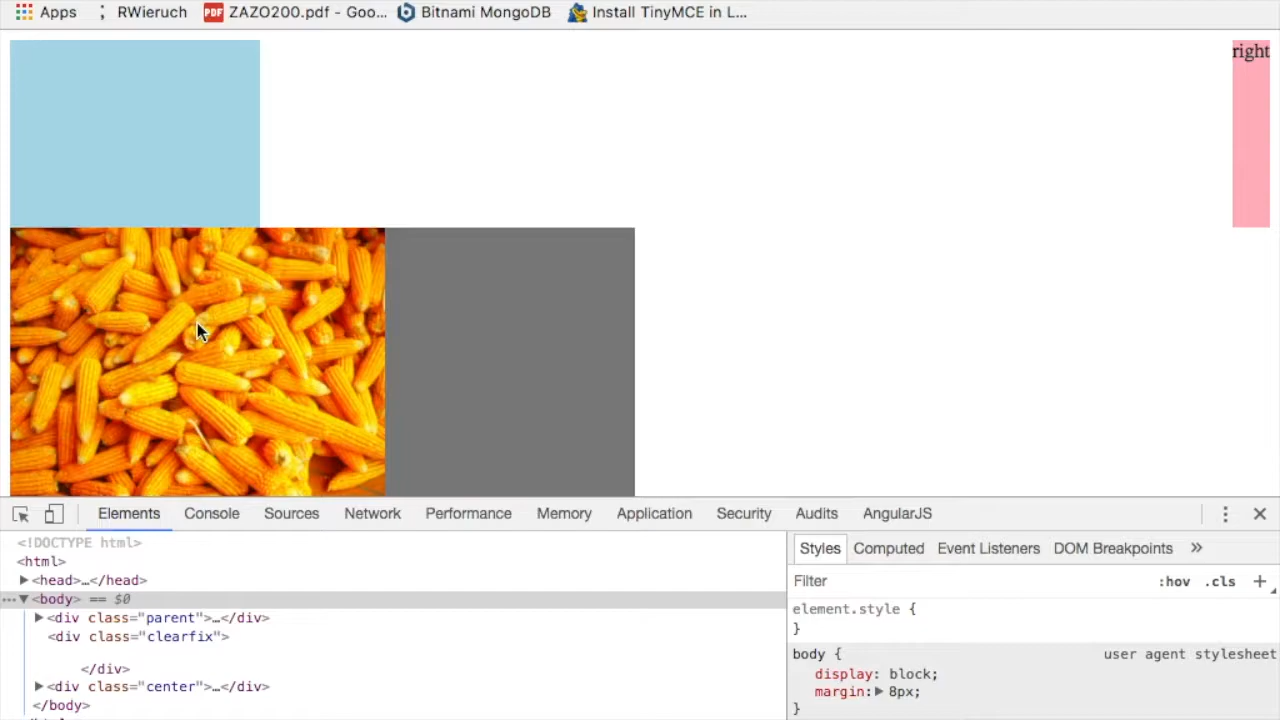 Apps ; RWieruch PDF ZAZO200.pdf - Goo... Bitnami MongoDB Install TinyMCE in L...
right
Elements Console Sources Network Performance Memory Application Security Audits AngularJS
<!DOCTYPE html>
<html>
▶<head>…</head>
…▼<body> == $0
▶<div class="parent">…</div>
<div class="clearfix">
</div>
▶<div class="center">…</div>
</body>
Styles Computed Event Listeners DOM Breakpoints »
Filter :hov .cls +
element.style {
}
body { user agent stylesheet
display: block;
margin:▶8px;
}